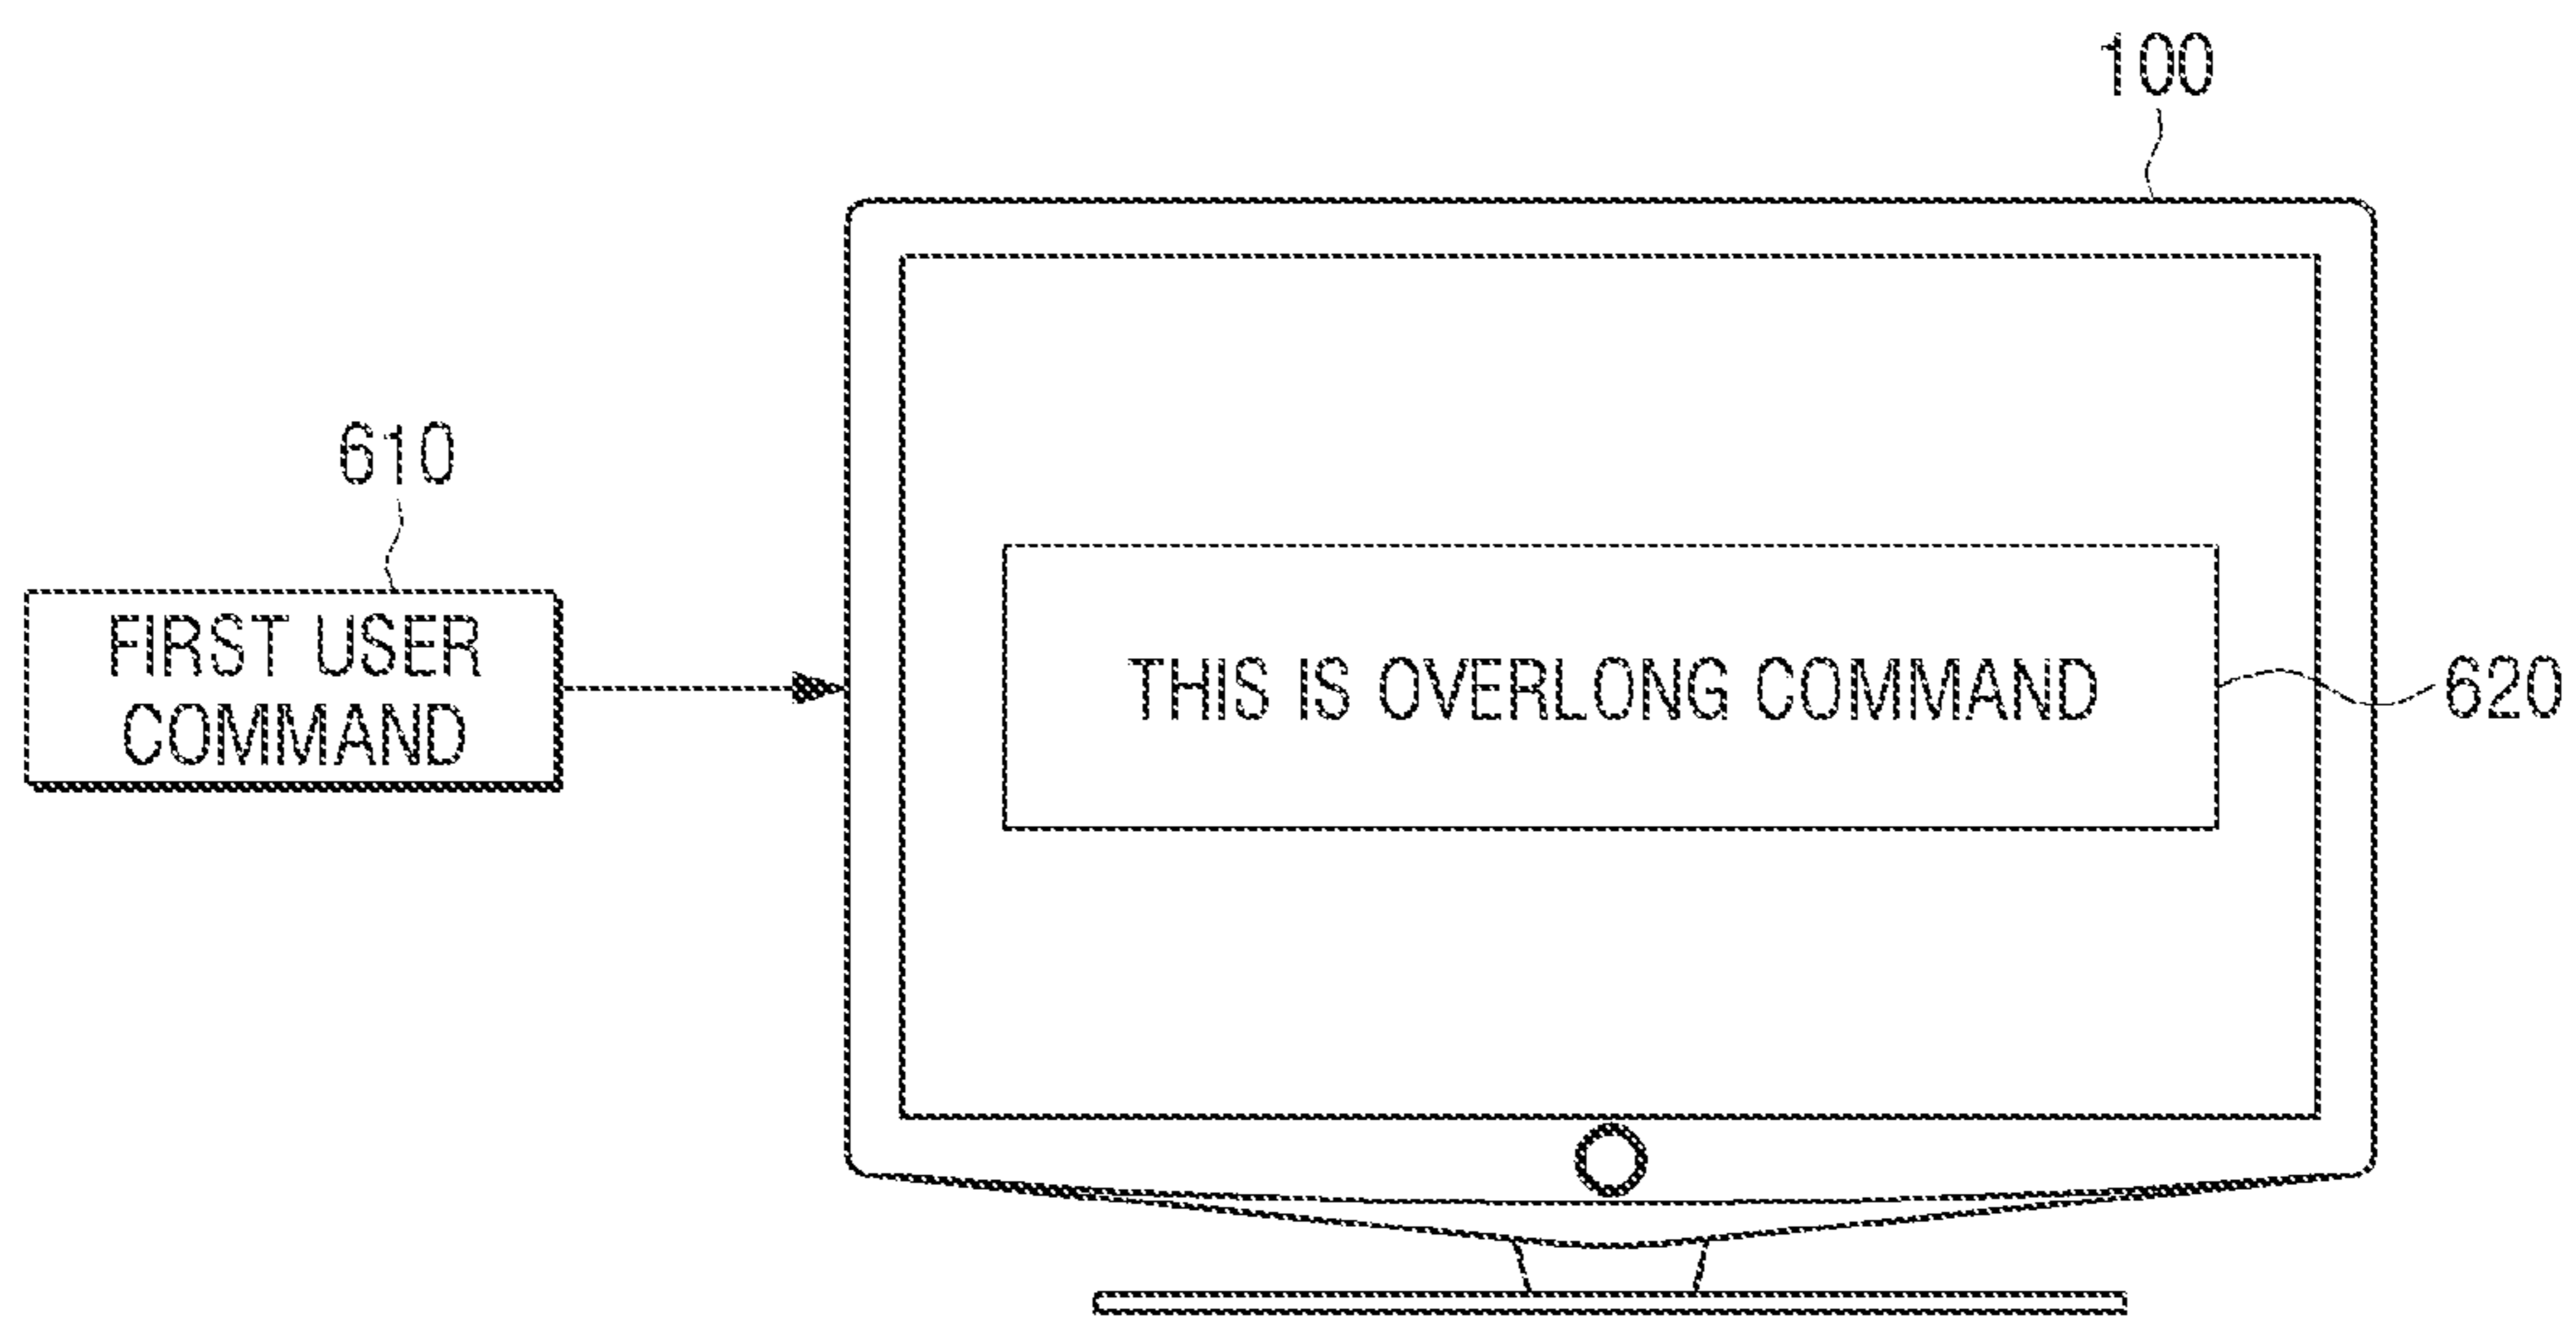 100
610
FIRST USER
COMMAND
THIS IS OVERLONG COMMAND
620